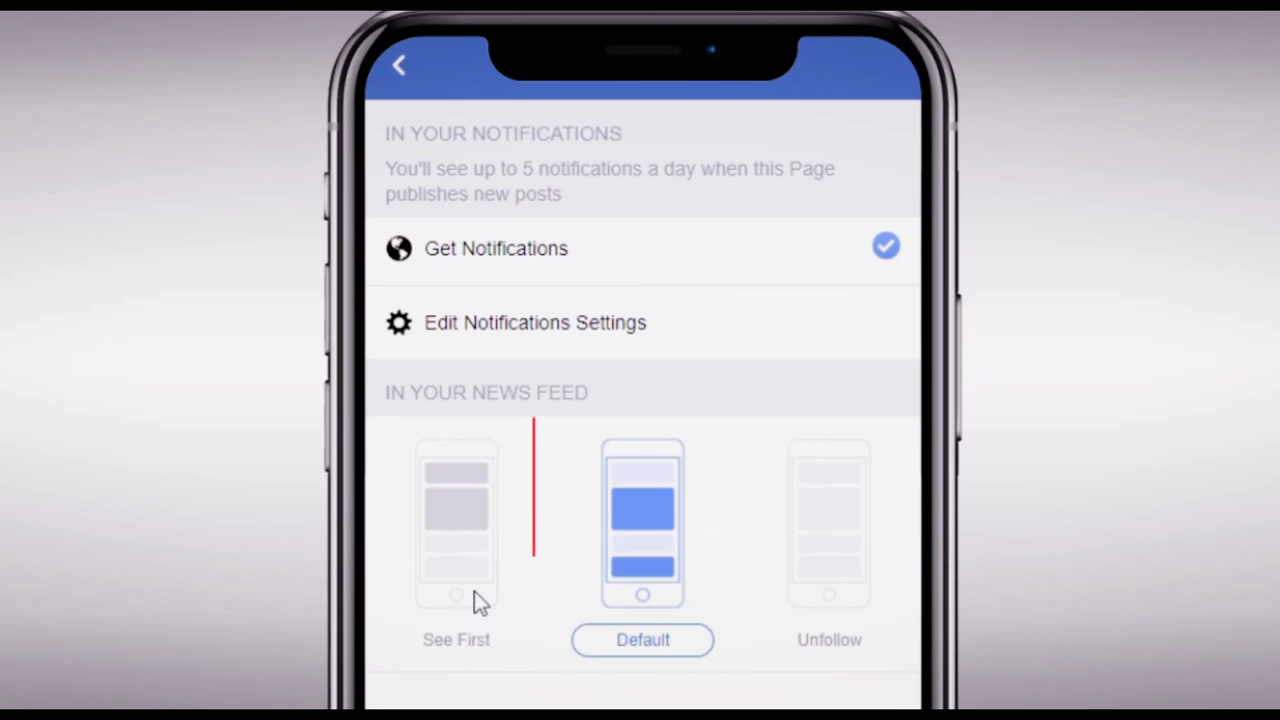 IN YOUR NOTIFICATIONS
You'll see up to 5 notifications a day when this Page
publishes new posts
Get Notifications
Edit Notifications Settings
IN YOUR NEWS FEED
See First
Default
Unfollow